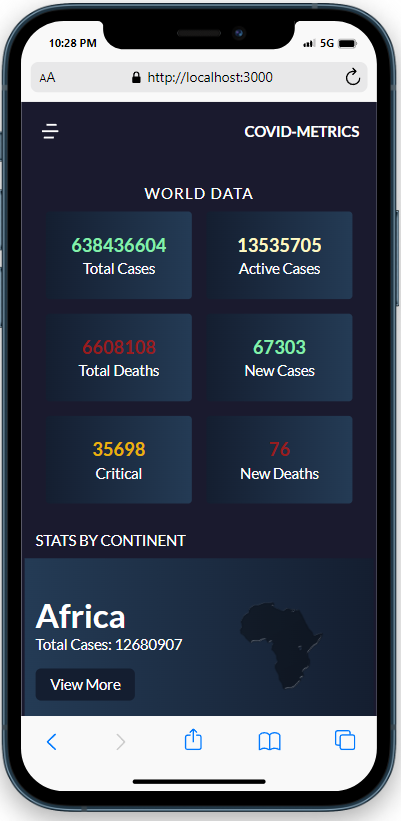 10:28 PM
5G
AA
http://localhost:3000
COVID-METRICS
WORLD DATA
638436604
13535705
Total Cases
Active Cases
6608108
67303
Total Deaths
New Cases
35698
76
Critical
New Deaths
STATS BY CONTINENT
Africa
Total Cases: 12680907
View More